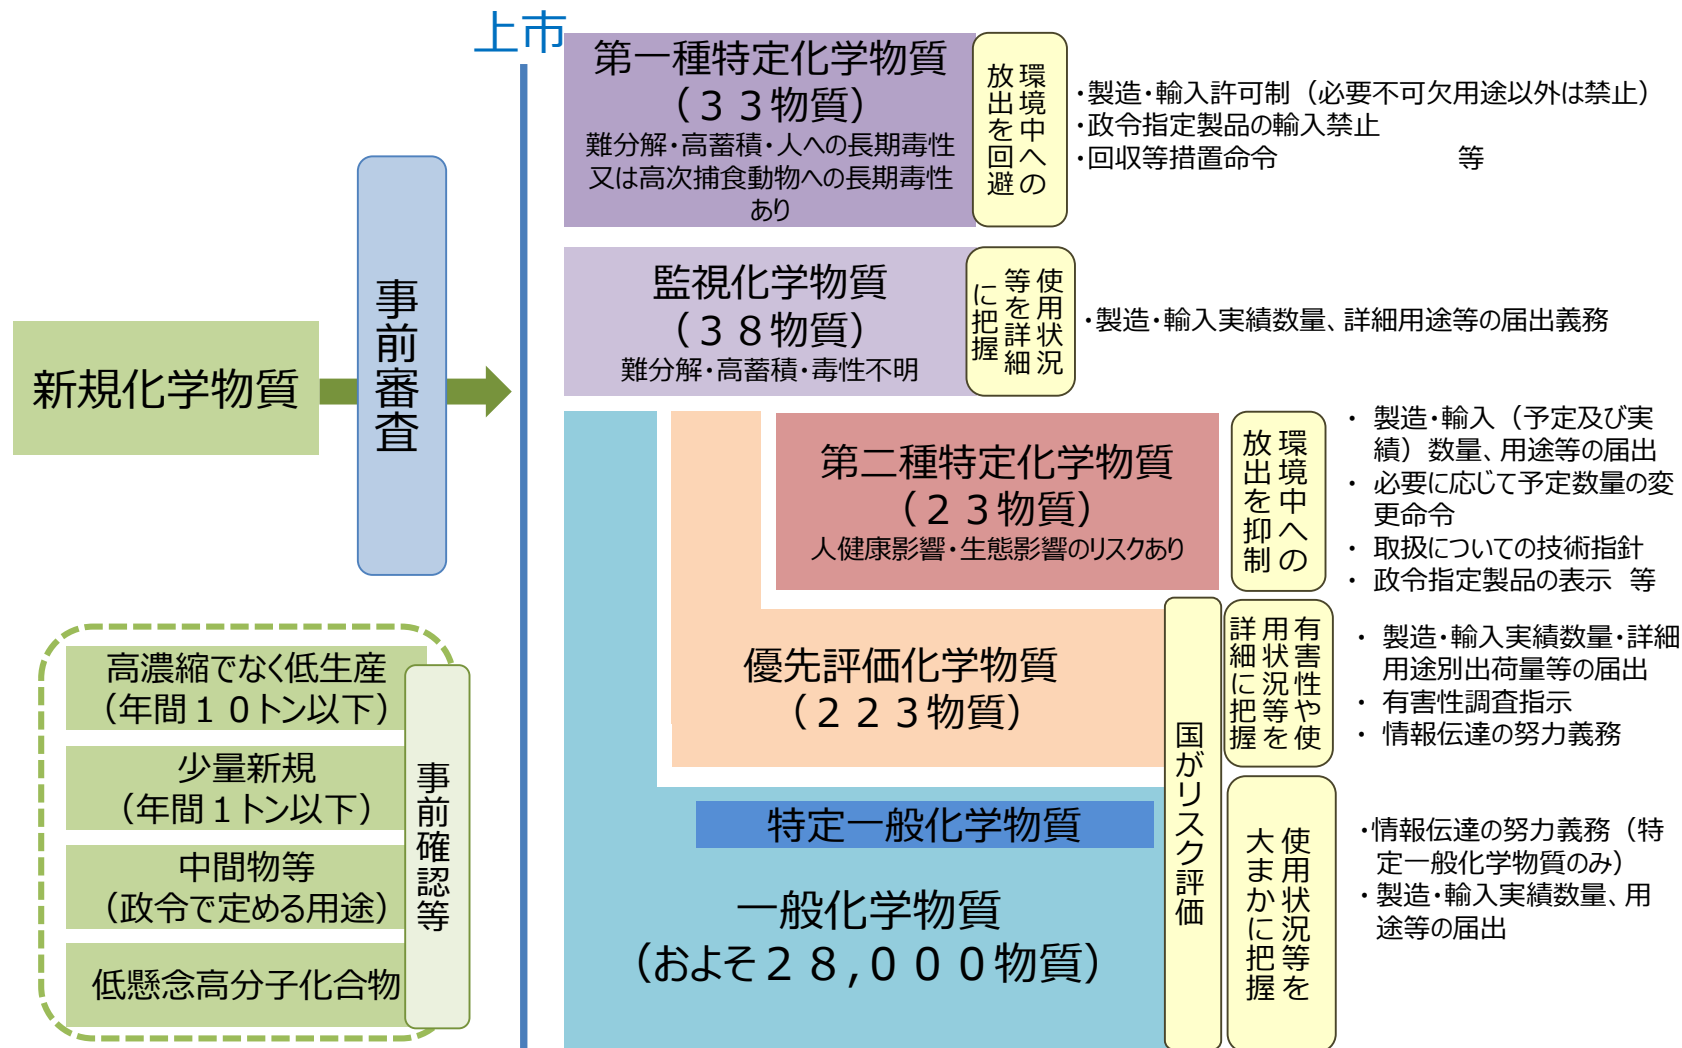 上市
新規化学物質
事前審査
高濃縮でなく低生産
（年間１０トン以下）
少量新規
（年間１トン以下）
中間物等
（政令で定める用途）
低懸念高分子化合物
事前確認等
第一種特定化学物質
（３３物質）
難分解・高蓄積・人への長期毒性
又は高次捕食動物への長期毒性
あり
環境中への
放出を回避
・製造・輸入許可制（必要不可欠用途以外は禁止）
・政令指定製品の輸入禁止
・回収等措置命令　　　　　　　等
監視化学物質
（３８物質）
難分解・高蓄積・毒性不明
使用状況
等を詳細
に把握
・製造・輸入実績数量、詳細用途等の届出義務
第二種特定化学物質
（２３物質）
人健康影響・生態影響のリスクあり
環境中への
放出を抑制
・ 製造・輸入（予定及び実
績）数量、用途等の届出
・ 必要に応じて予定数量の変
更命令
・ 取扱についての技術指針
・ 政令指定製品の表示　等
優先評価化学物質
（２２３物質）
有害性や使
用状況等を
詳細に把握
・ 製造・輸入実績数量・詳細
用途別出荷量等の届出
・ 有害性調査指示
・ 情報伝達の努力義務
国がリスク評価
特定一般化学物質
一般化学物質
（およそ２８,０００物質）
使用状況等を
大まかに把握
・情報伝達の努力義務（特
定一般化学物質のみ）
・製造・輸入実績数量、用
途等の届出